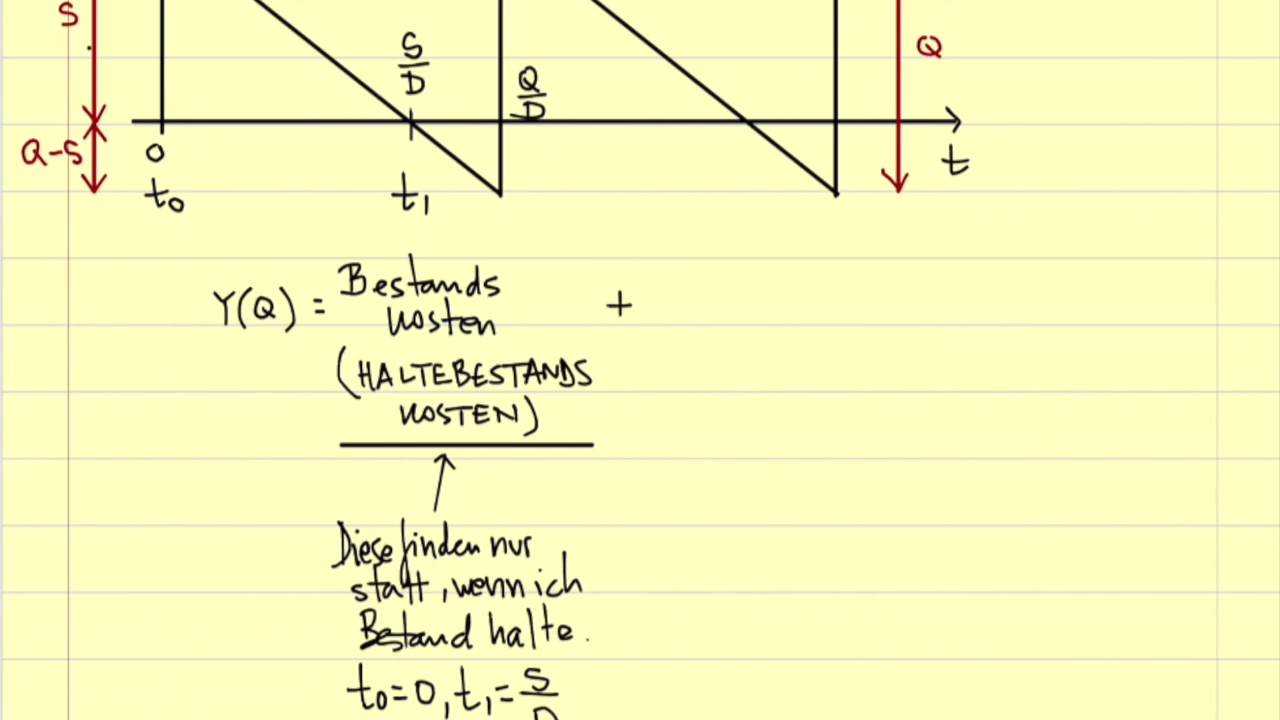 S
Q
S/D
Q/D
Q-S
0
t
t₀
t₁
Y(Q) = Bestands +
kosten
(HALTEBESTANDS
KOSTEN)
Diese finden nur
statt, wenn ich
Bestand halte.
t₀=0, t₁= S/D